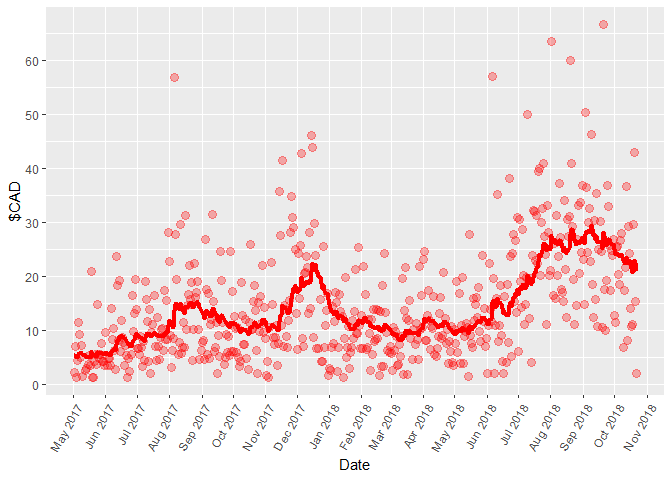 60
50
40
30
20
10
0
$CAD
May 2017
Jun 2017
Jul 2017
Aug 2017
Sep 2017
Oct 2017
Nov 2017
Dec 2017
Jan 2018
Feb 2018
Mar 2018
Apr 2018
May 2018
Jun 2018
Jul 2018
Aug 2018
Sep 2018
Oct 2018
Nov 2018
Date